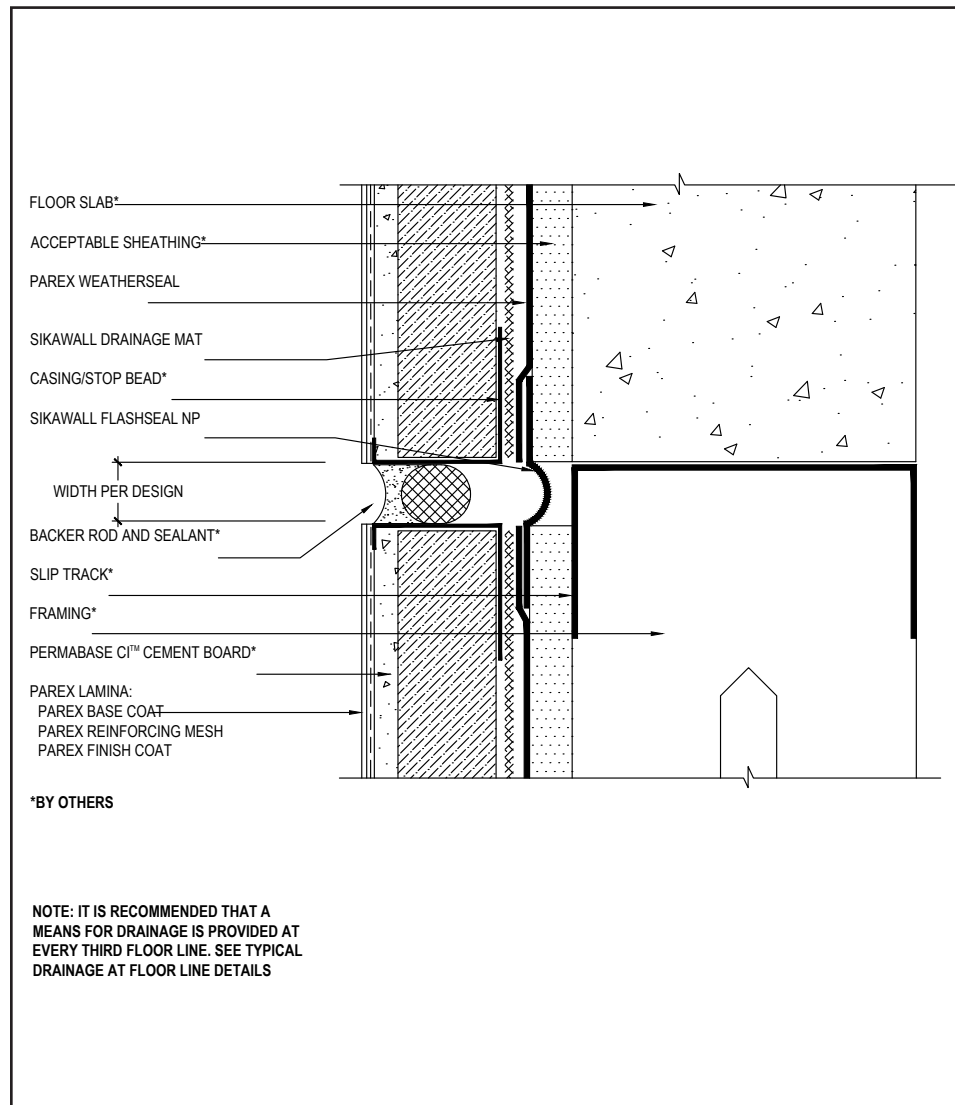 FLOOR SLAB*
ACCEPTABLE SHEATHING*
PAREX WEATHERSEAL
SIKAWALL DRAINAGE MAT
CASING/STOP BEAD*
SIKAWALL FLASHSEAL NP
WIDTH PER DESIGN
BACKER ROD AND SEALANT*
SLIP TRACK*
FRAMING*
PERMABASE CI™ CEMENT BOARD*
PAREX LAMINA:
PAREX BASE COAT
PAREX REINFORCING MESH
PAREX FINISH COAT
*BY OTHERS
NOTE: IT IS RECOMMENDED THAT A
MEANS FOR DRAINAGE IS PROVIDED AT
EVERY THIRD FLOOR LINE. SEE TYPICAL
DRAINAGE AT FLOOR LINE DETAILS